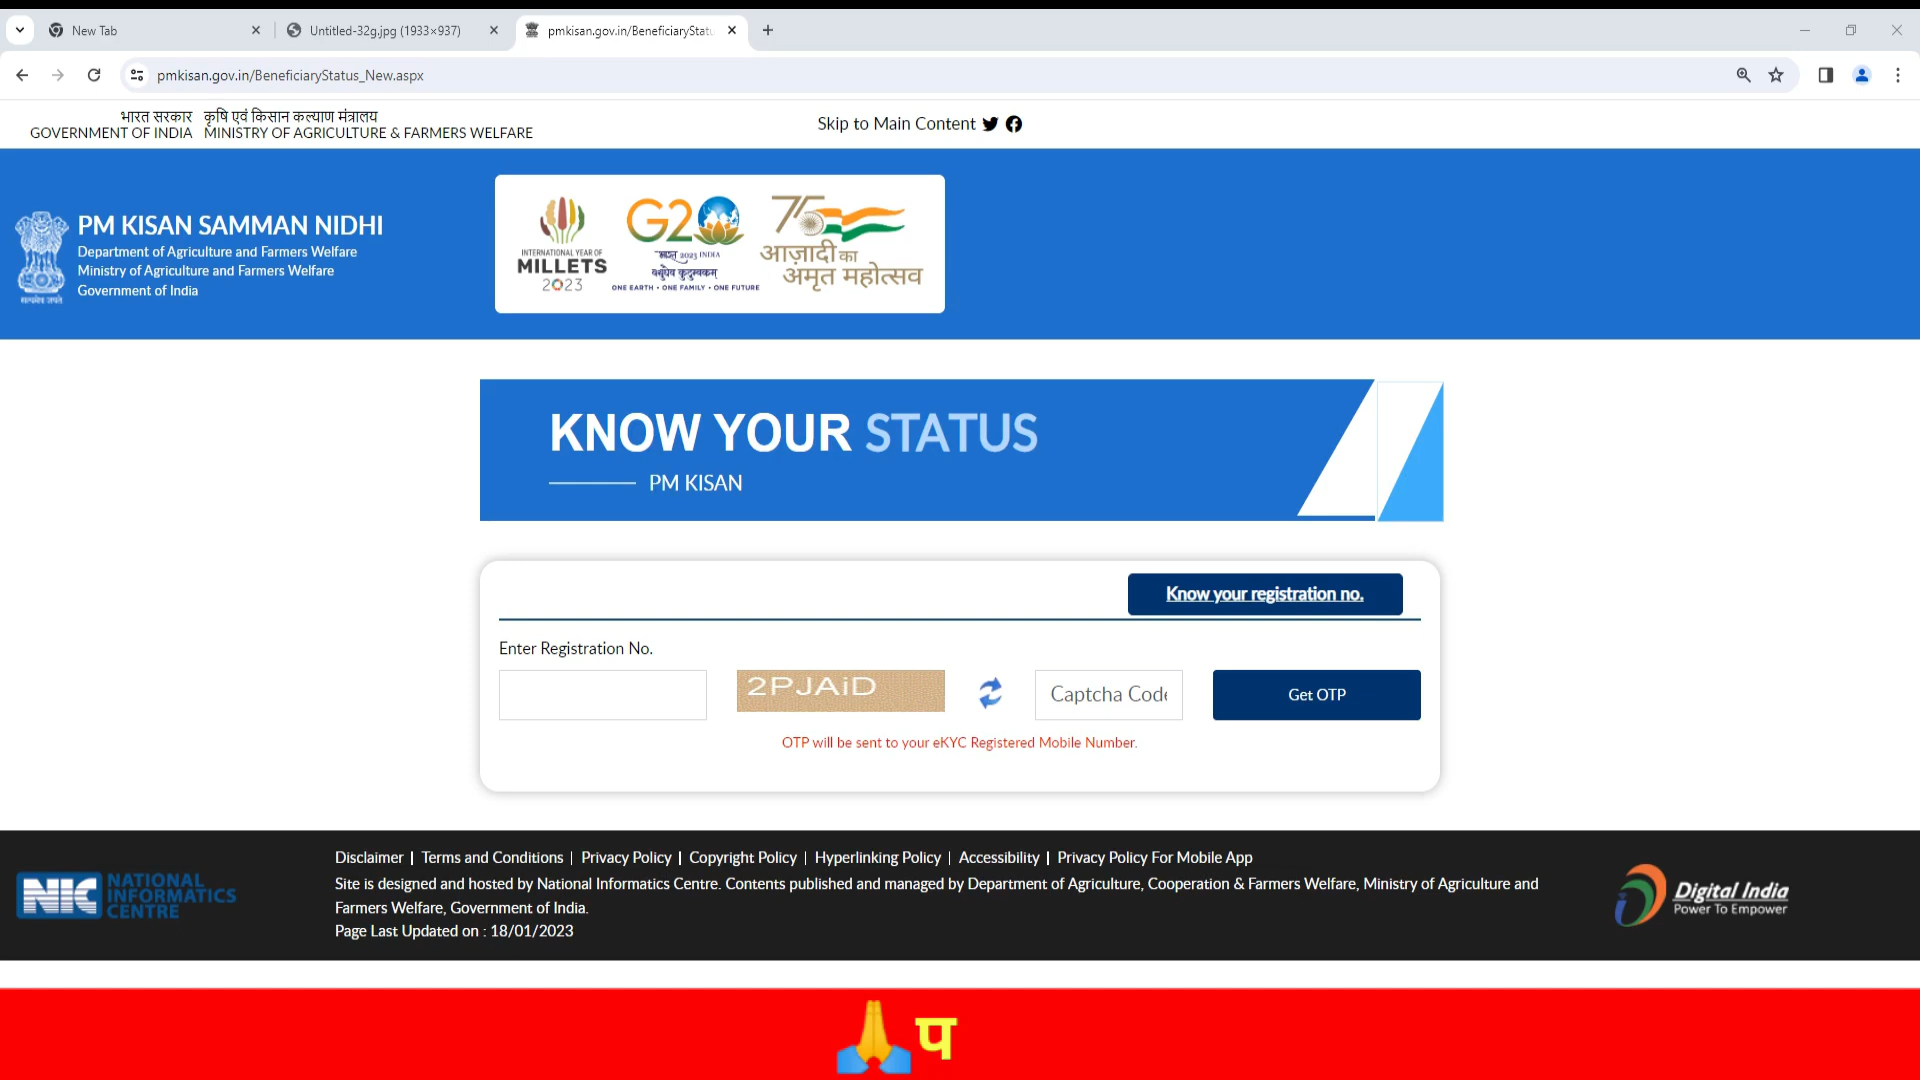 New Tab
Untitled-32g.jpg (1933×937)
pmkisan.gov.in/BeneficiaryStatu
pmkisan.gov.in/BeneficiaryStatus_New.aspx
भारत सरकार कृषि एवं किसान कल्याण मंत्रालय
GOVERNMENT OF INDIA MINISTRY OF AGRICULTURE & FARMERS WELFARE
Skip to Main Content
PM KISAN SAMMAN NIDHI
Department of Agriculture and Farmers Welfare
Ministry of Agriculture and Farmers Welfare
Government of India
सत्यमेव जयते
INTERNATIONAL YEAR OF
MILLETS
2023
G20
भारत 2023 INDIA
वसुधैव कुटुम्बकम्
ONE EARTH • ONE FAMILY • ONE FUTURE
75
आज़ादी का
अमृत महोत्सव
KNOW YOUR STATUS
PM KISAN
Know your registration no.
Enter Registration No.
2PJAiD
Captcha Code
Get OTP
OTP will be sent to your eKYC Registered Mobile Number.
NIC NATIONAL
INFORMATICS
CENTRE
Disclaimer | Terms and Conditions | Privacy Policy | Copyright Policy | Hyperlinking Policy | Accessibility | Privacy Policy For Mobile App
Site is designed and hosted by National Informatics Centre. Contents published and managed by Department of Agriculture, Cooperation & Farmers Welfare, Ministry of Agriculture and
Farmers Welfare, Government of India.
Page Last Updated on : 18/01/2023
Digital India
Power To Empower
🙏प